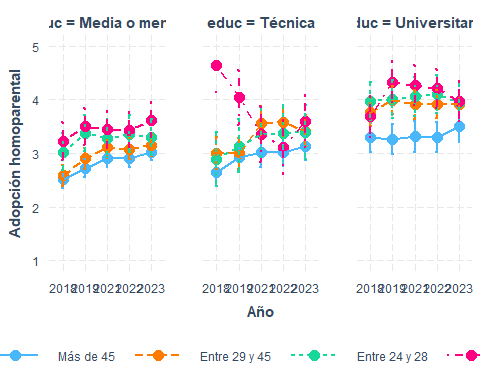 uc = Media o mer
educ = Técnica
duc = Universitar
Adopción homoparental
5
4
3
2
1
2018 2019 2021 2022 2023
2018 2019 2021 2022 2023
2018 2019 2021 2022 2023
Año
Más de 45
Entre 29 y 45
Entre 24 y 28